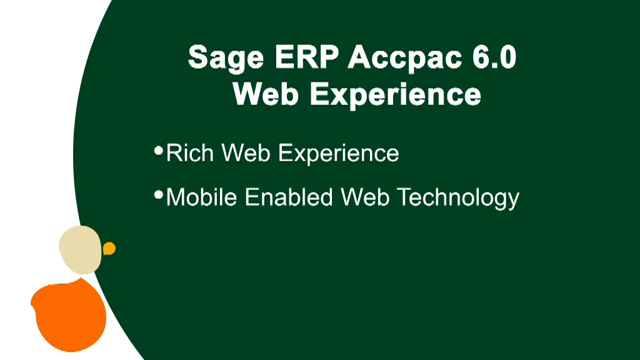 Sage ERP Accpac 6.0
Web Experience
•Rich Web Experience
•Mobile Enabled Web Technology